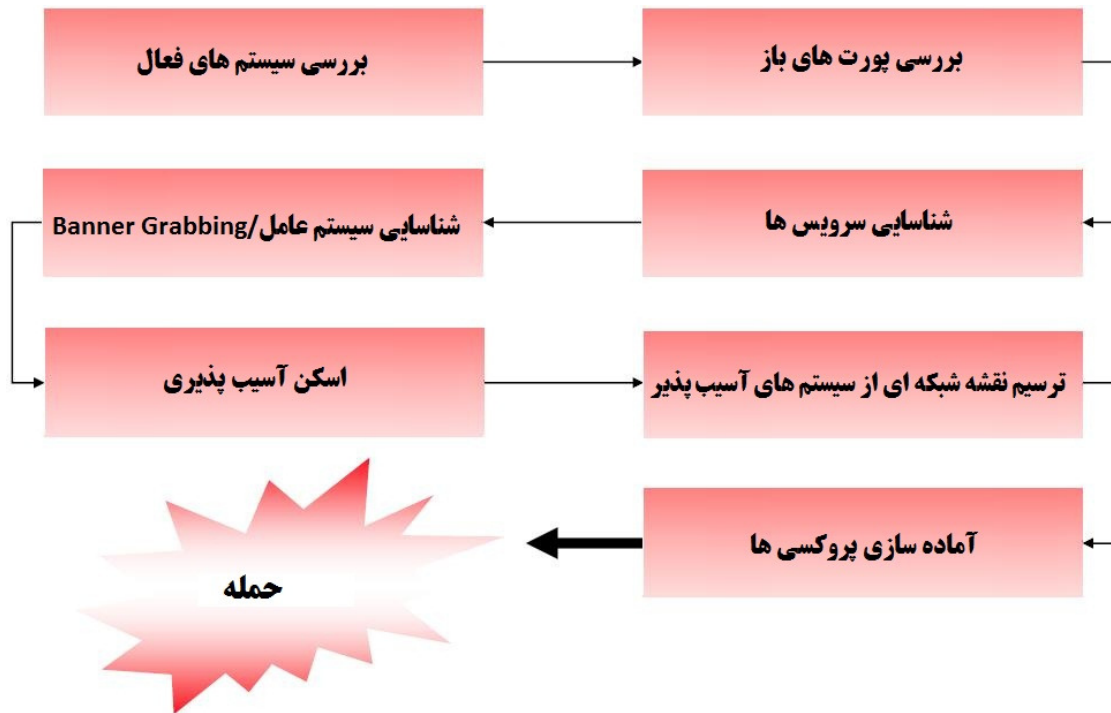 بررسی سیستم های فعال
بررسی پورت های باز
شناسایی سرویس ها
شناسایی سیستم عامل/Banner Grabbing
اسکن آسیب پذیری
ترسیم نقشه شبکه ای از سیستم های آسیب پذیر
آماده سازی پروکسی ها
حمله